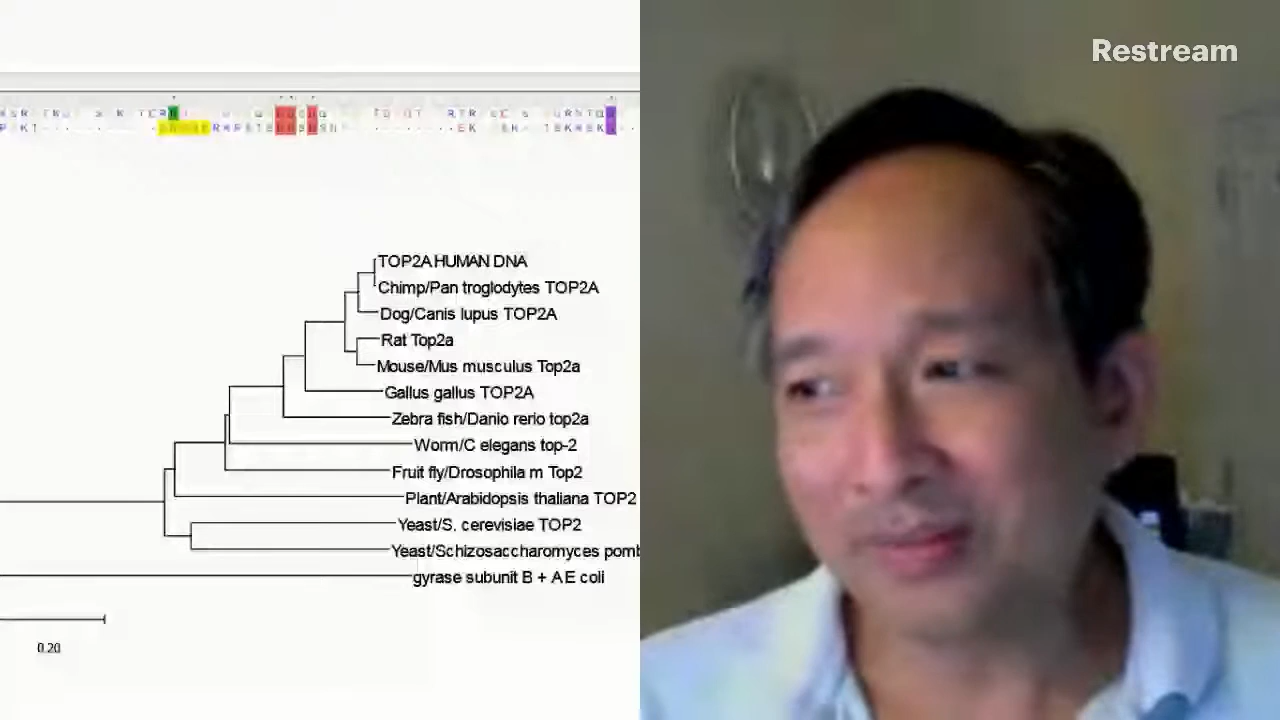 Restream
TOP2A HUMAN DNA
Chimp/Pan troglodytes TOP2A
Dog/Canis lupus TOP2A
Rat Top2a
Mouse/Mus musculus Top2a
Gallus gallus TOP2A
Zebra fish/Danio rerio top2a
Worm/C elegans top-2
Fruit fly/Drosophila m Top2
Plant/Arabidopsis thaliana TOP2
Yeast/S. cerevisiae TOP2
Yeast/Schizosaccharomyces pomb
gyrase subunit B + A E coli
0.20